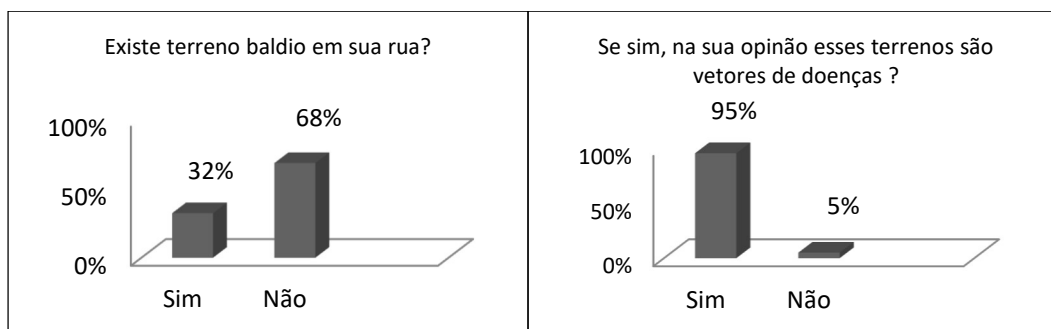 Existe terreno baldio em sua rua?
68%
100%
32%
50%
0%
Sim Não
Se sim, na sua opinião esses terrenos são
vetores de doenças ?
95%
100%
5%
50%
0%
Sim Não